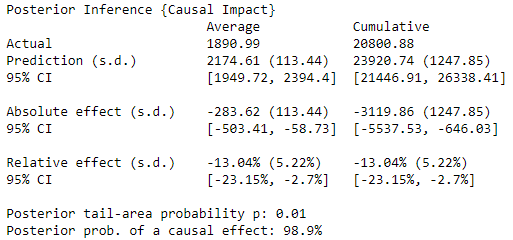 Posterior Inference {Causal Impact}
                          Average            Cumulative
Actual                    1890.99            20800.88
Prediction (s.d.)         2174.61 (113.44)   23920.74 (1247.85)
95% CI                    [1949.72, 2394.4]  [21446.91, 26338.41]

Absolute effect (s.d.)    -283.62 (113.44)   -3119.86 (1247.85)
95% CI                    [-503.41, -58.73]  [-5537.53, -646.03]

Relative effect (s.d.)    -13.04% (5.22%)    -13.04% (5.22%)
95% CI                    [-23.15%, -2.7%]   [-23.15%, -2.7%]

Posterior tail-area probability p: 0.01
Posterior prob. of a causal effect: 98.9%